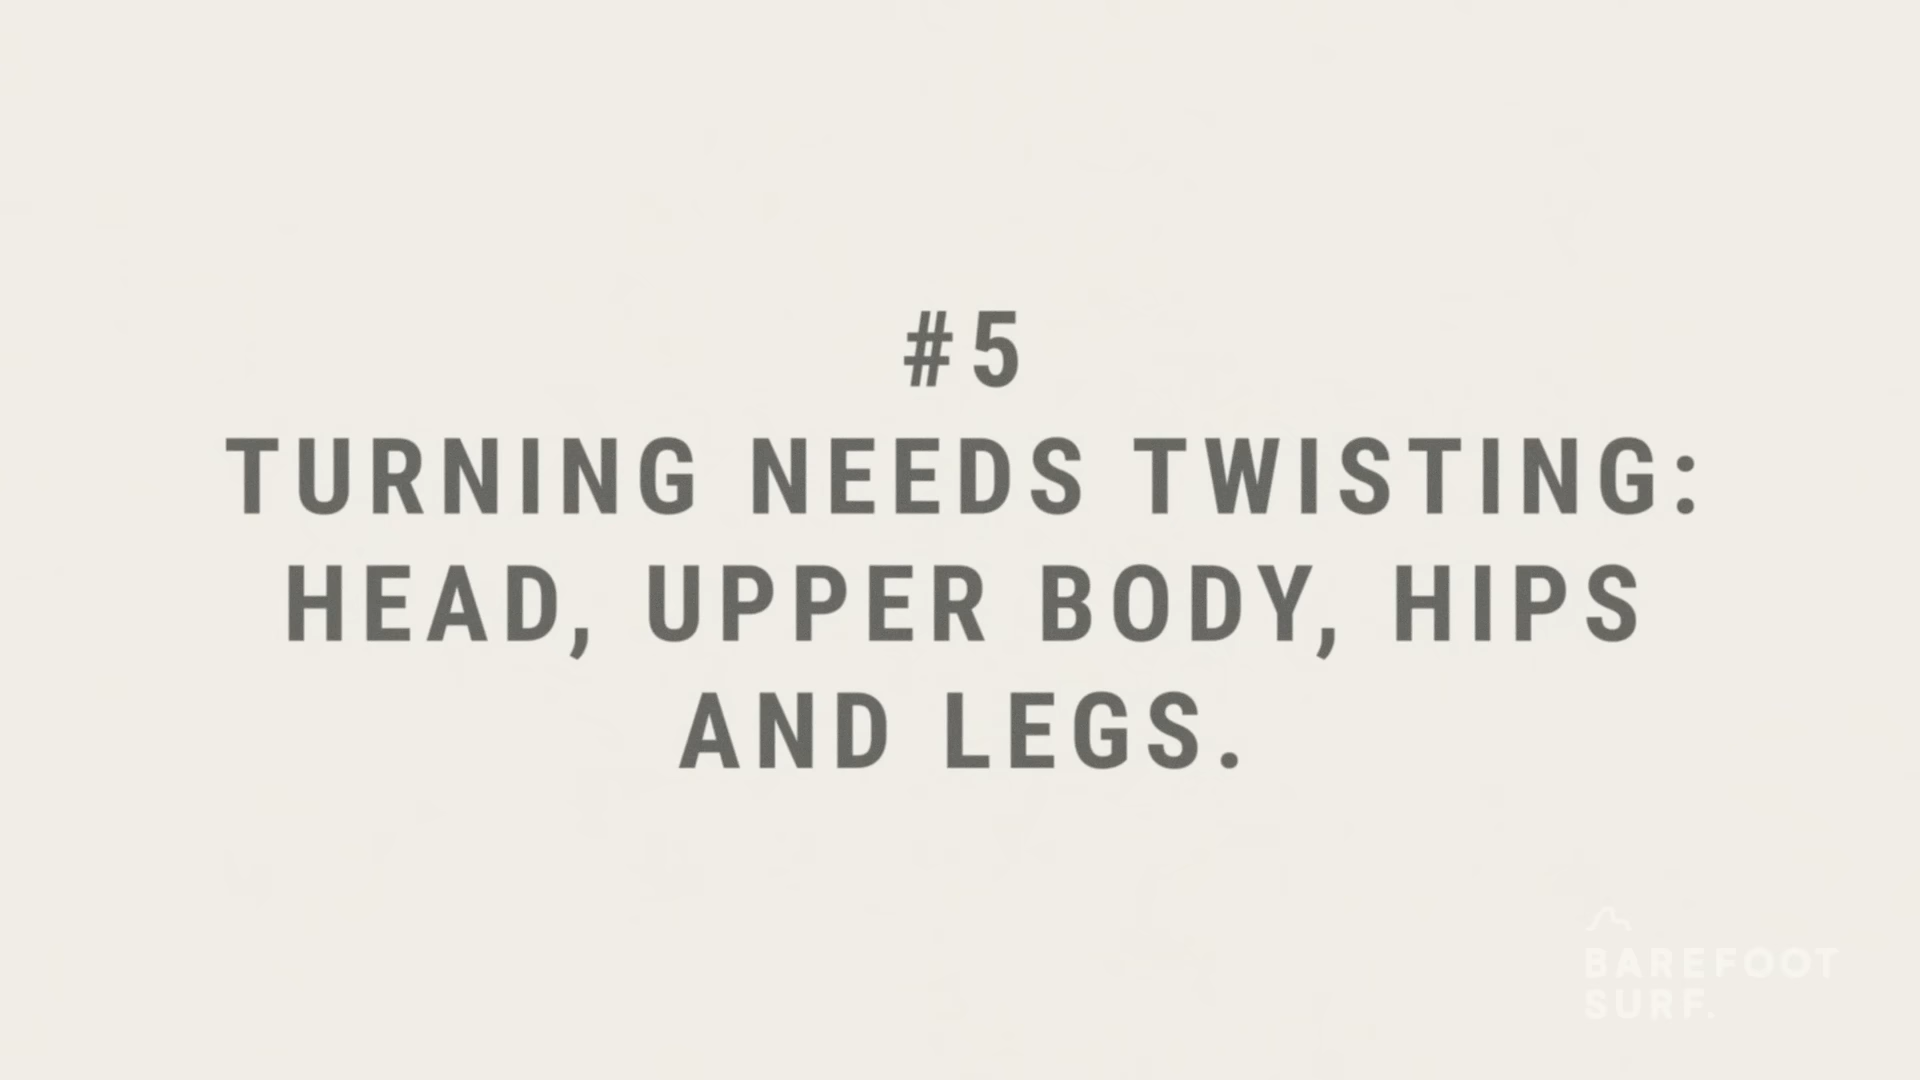 #5
TURNING NEEDS TWISTING:
HEAD, UPPER BODY, HIPS
AND LEGS.
BAREFOOT
SURF.